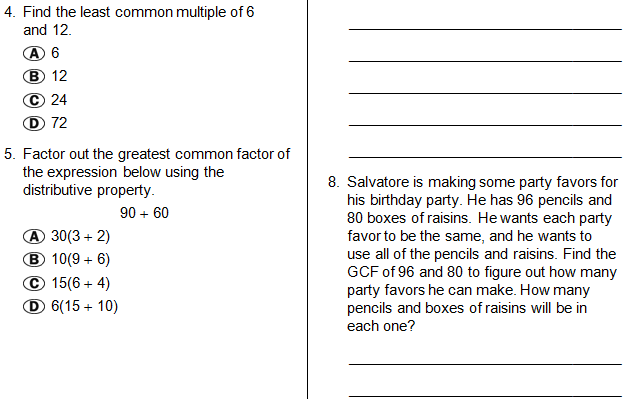 4. Find the least common multiple of 6
and 12.
A 6
B 12
C 24
D 72
5. Factor out the greatest common factor of
the expression below using the
distributive property.
90 + 60
A 30(3 + 2)
B 10(9 + 6)
C 15(6 + 4)
D 6(15 + 10)
8. Salvatore is making some party favors for
his birthday party. He has 96 pencils and
80 boxes of raisins. He wants each party
favor to be the same, and he wants to
use all of the pencils and raisins. Find the
GCF of 96 and 80 to figure out how many
party favors he can make. How many
pencils and boxes of raisins will be in
each one?